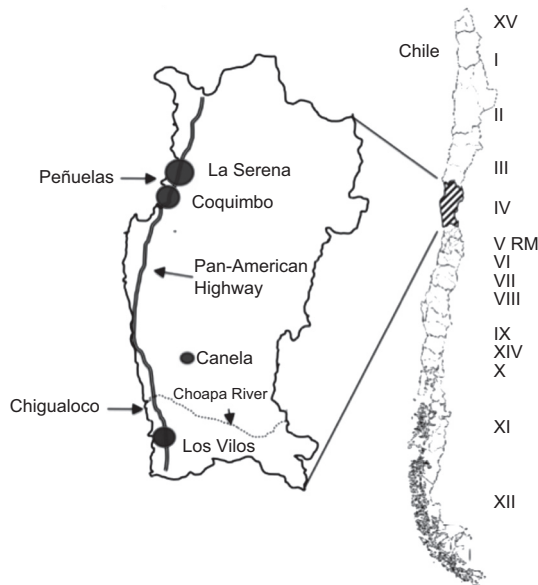 Chile
XV
I
II
III
IV
V RM
VI
VII
VIII
IX
XIV
X
XI
XII
La Serena
Peñuelas
Coquimbo
Pan-American
Highway
Canela
Choapa River
Chigualoco
Los Vilos